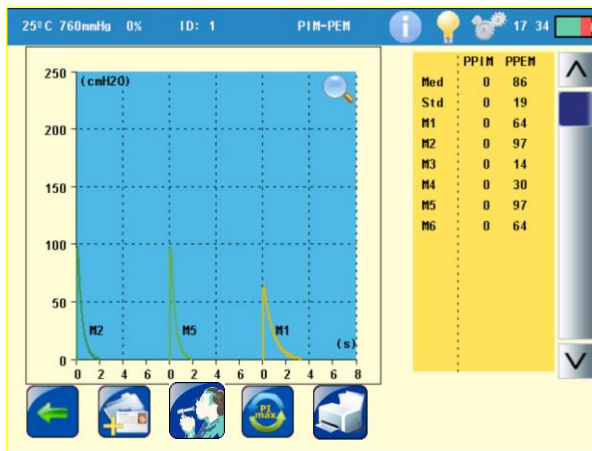 25º C 760mmHg 0% ID: 1 PIM-PEM 17 34
PPIM PPEM
Med 0 86
Std 0 19
M1 0 64
M2 0 97
M3 0 14
M4 0 30
M5 0 97
M6 0 64
(cmH2O)
250
200
150
100
50
0
M2 M5 M1
(s)
0 2 4 6 0 2 4 6 0 2 4 6 8
PI
max